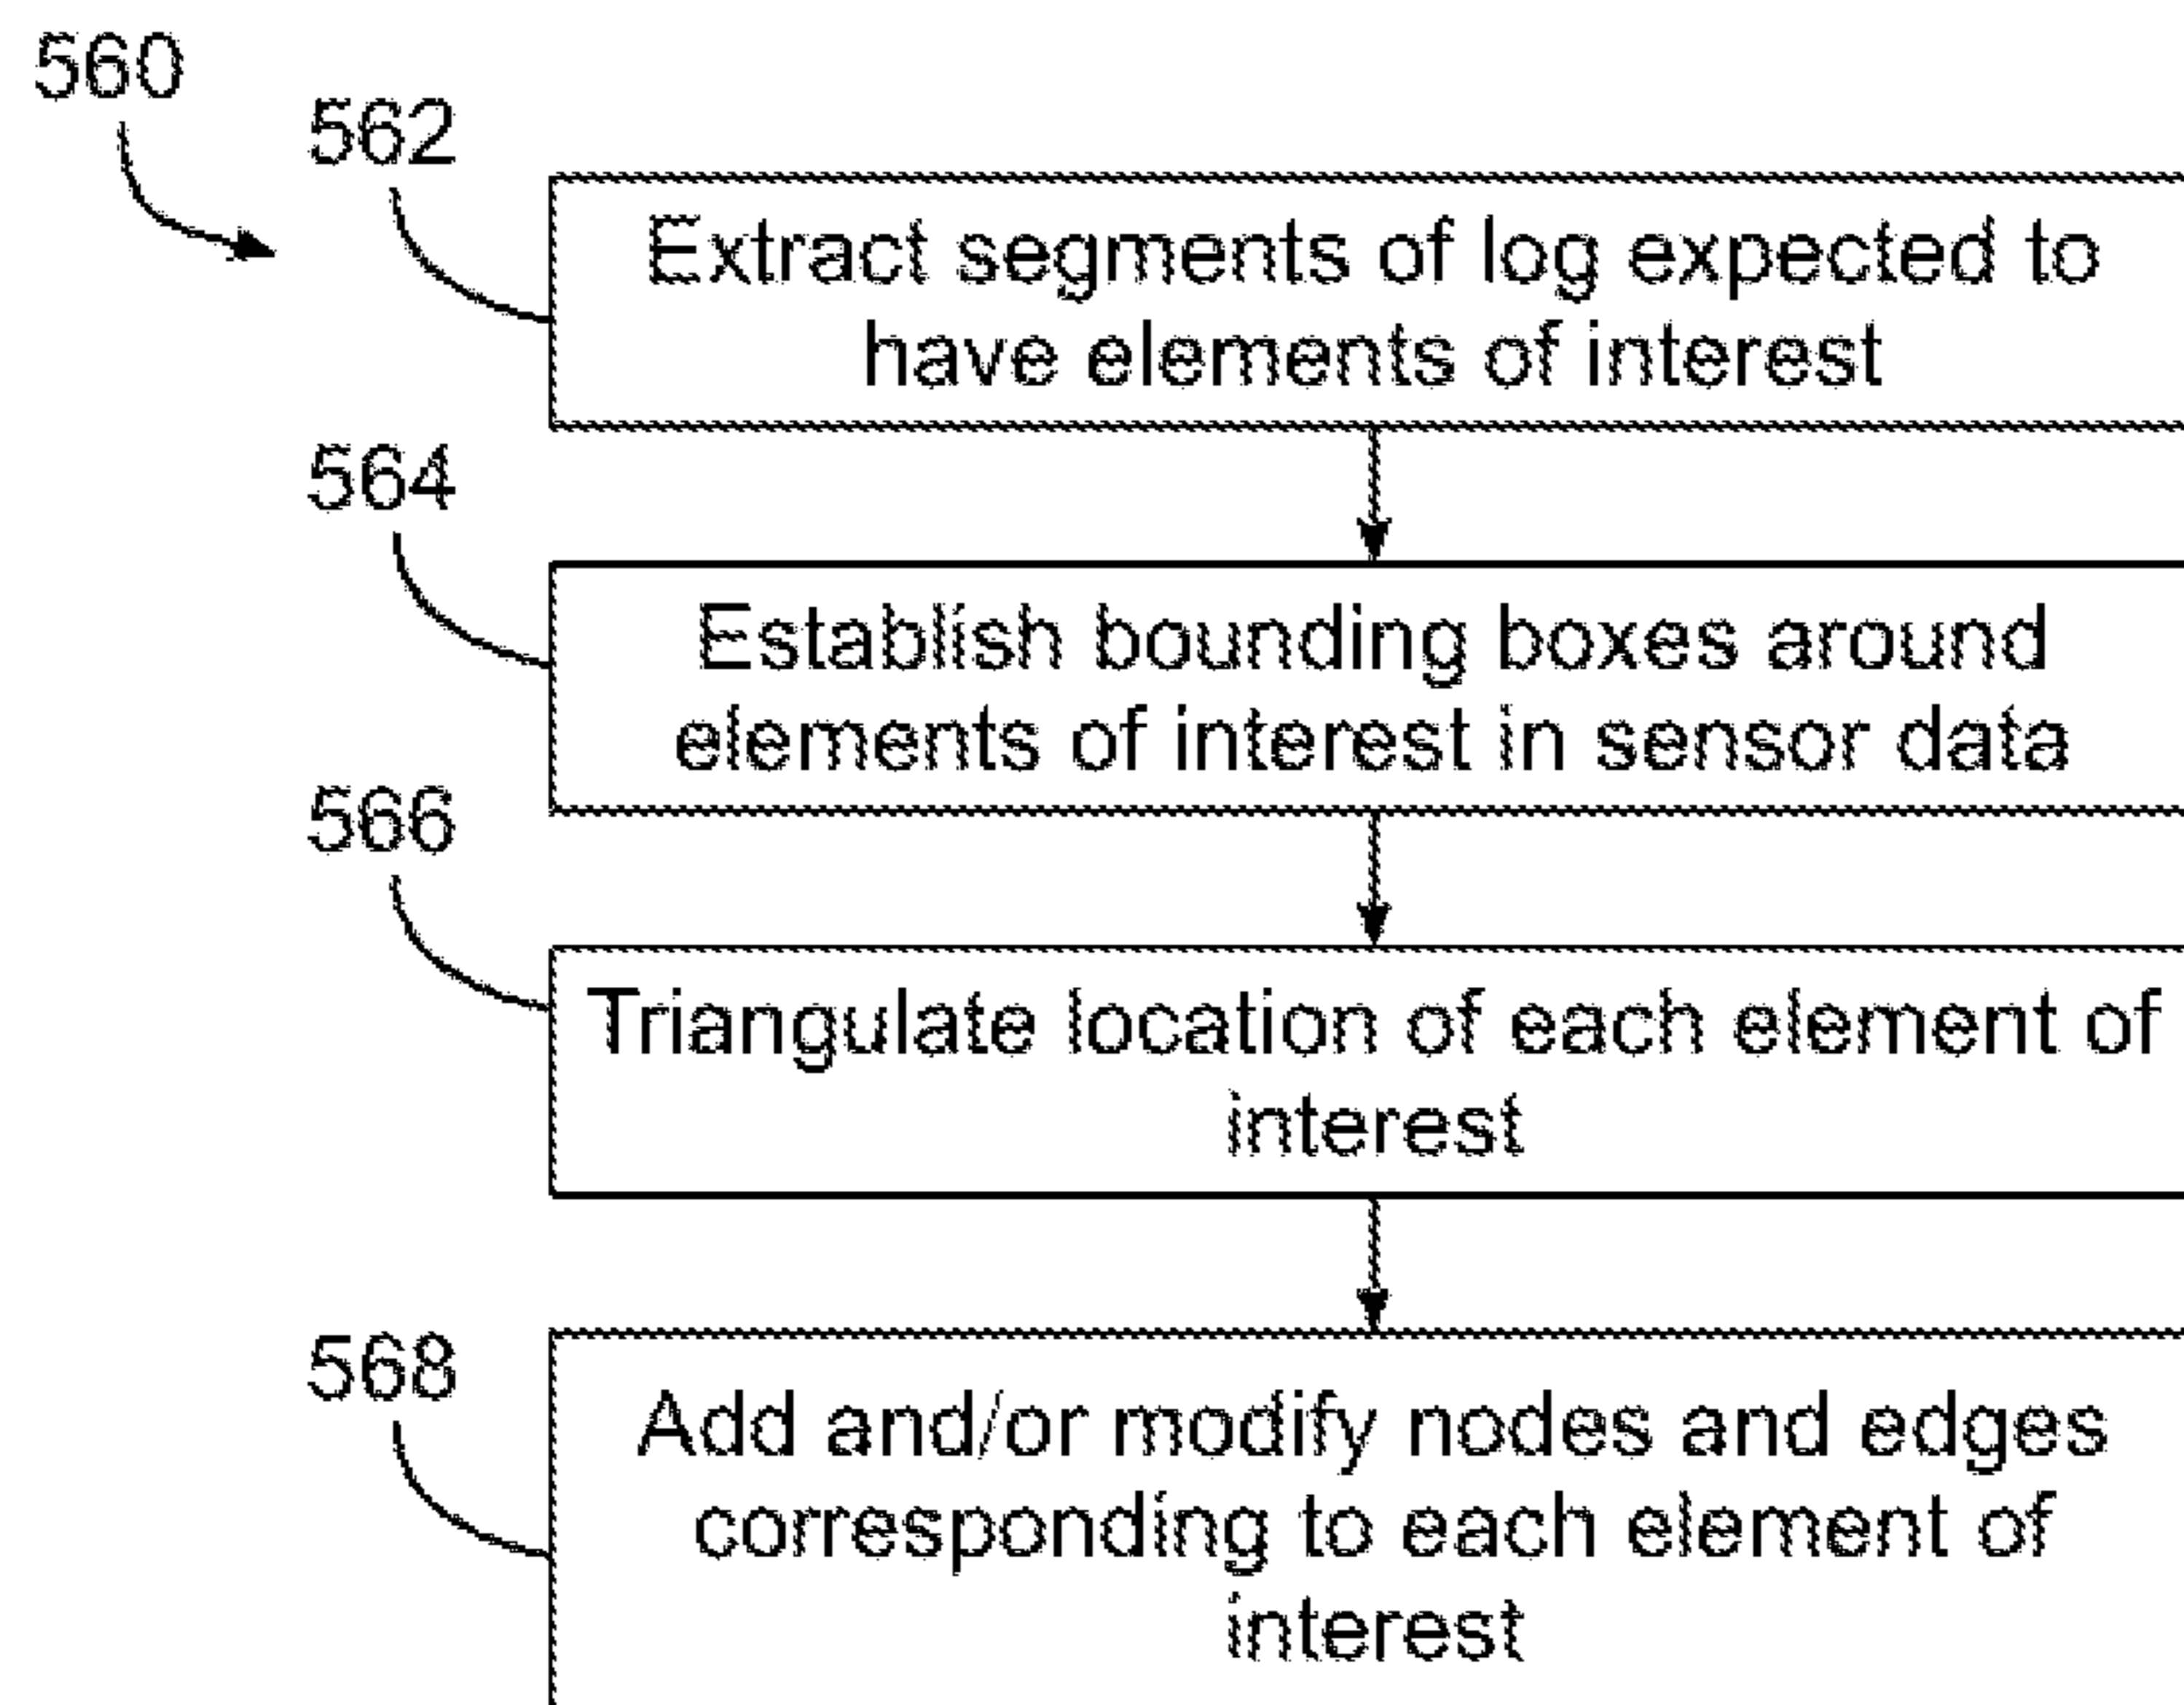 560
562
Extract segments of log expected to
have elements of interest
564
Establish bounding boxes around
elements of interest in sensor data
566
Triangulate location of each element of
interest
568
Add and/or modify nodes and edges
corresponding to each element of
interest